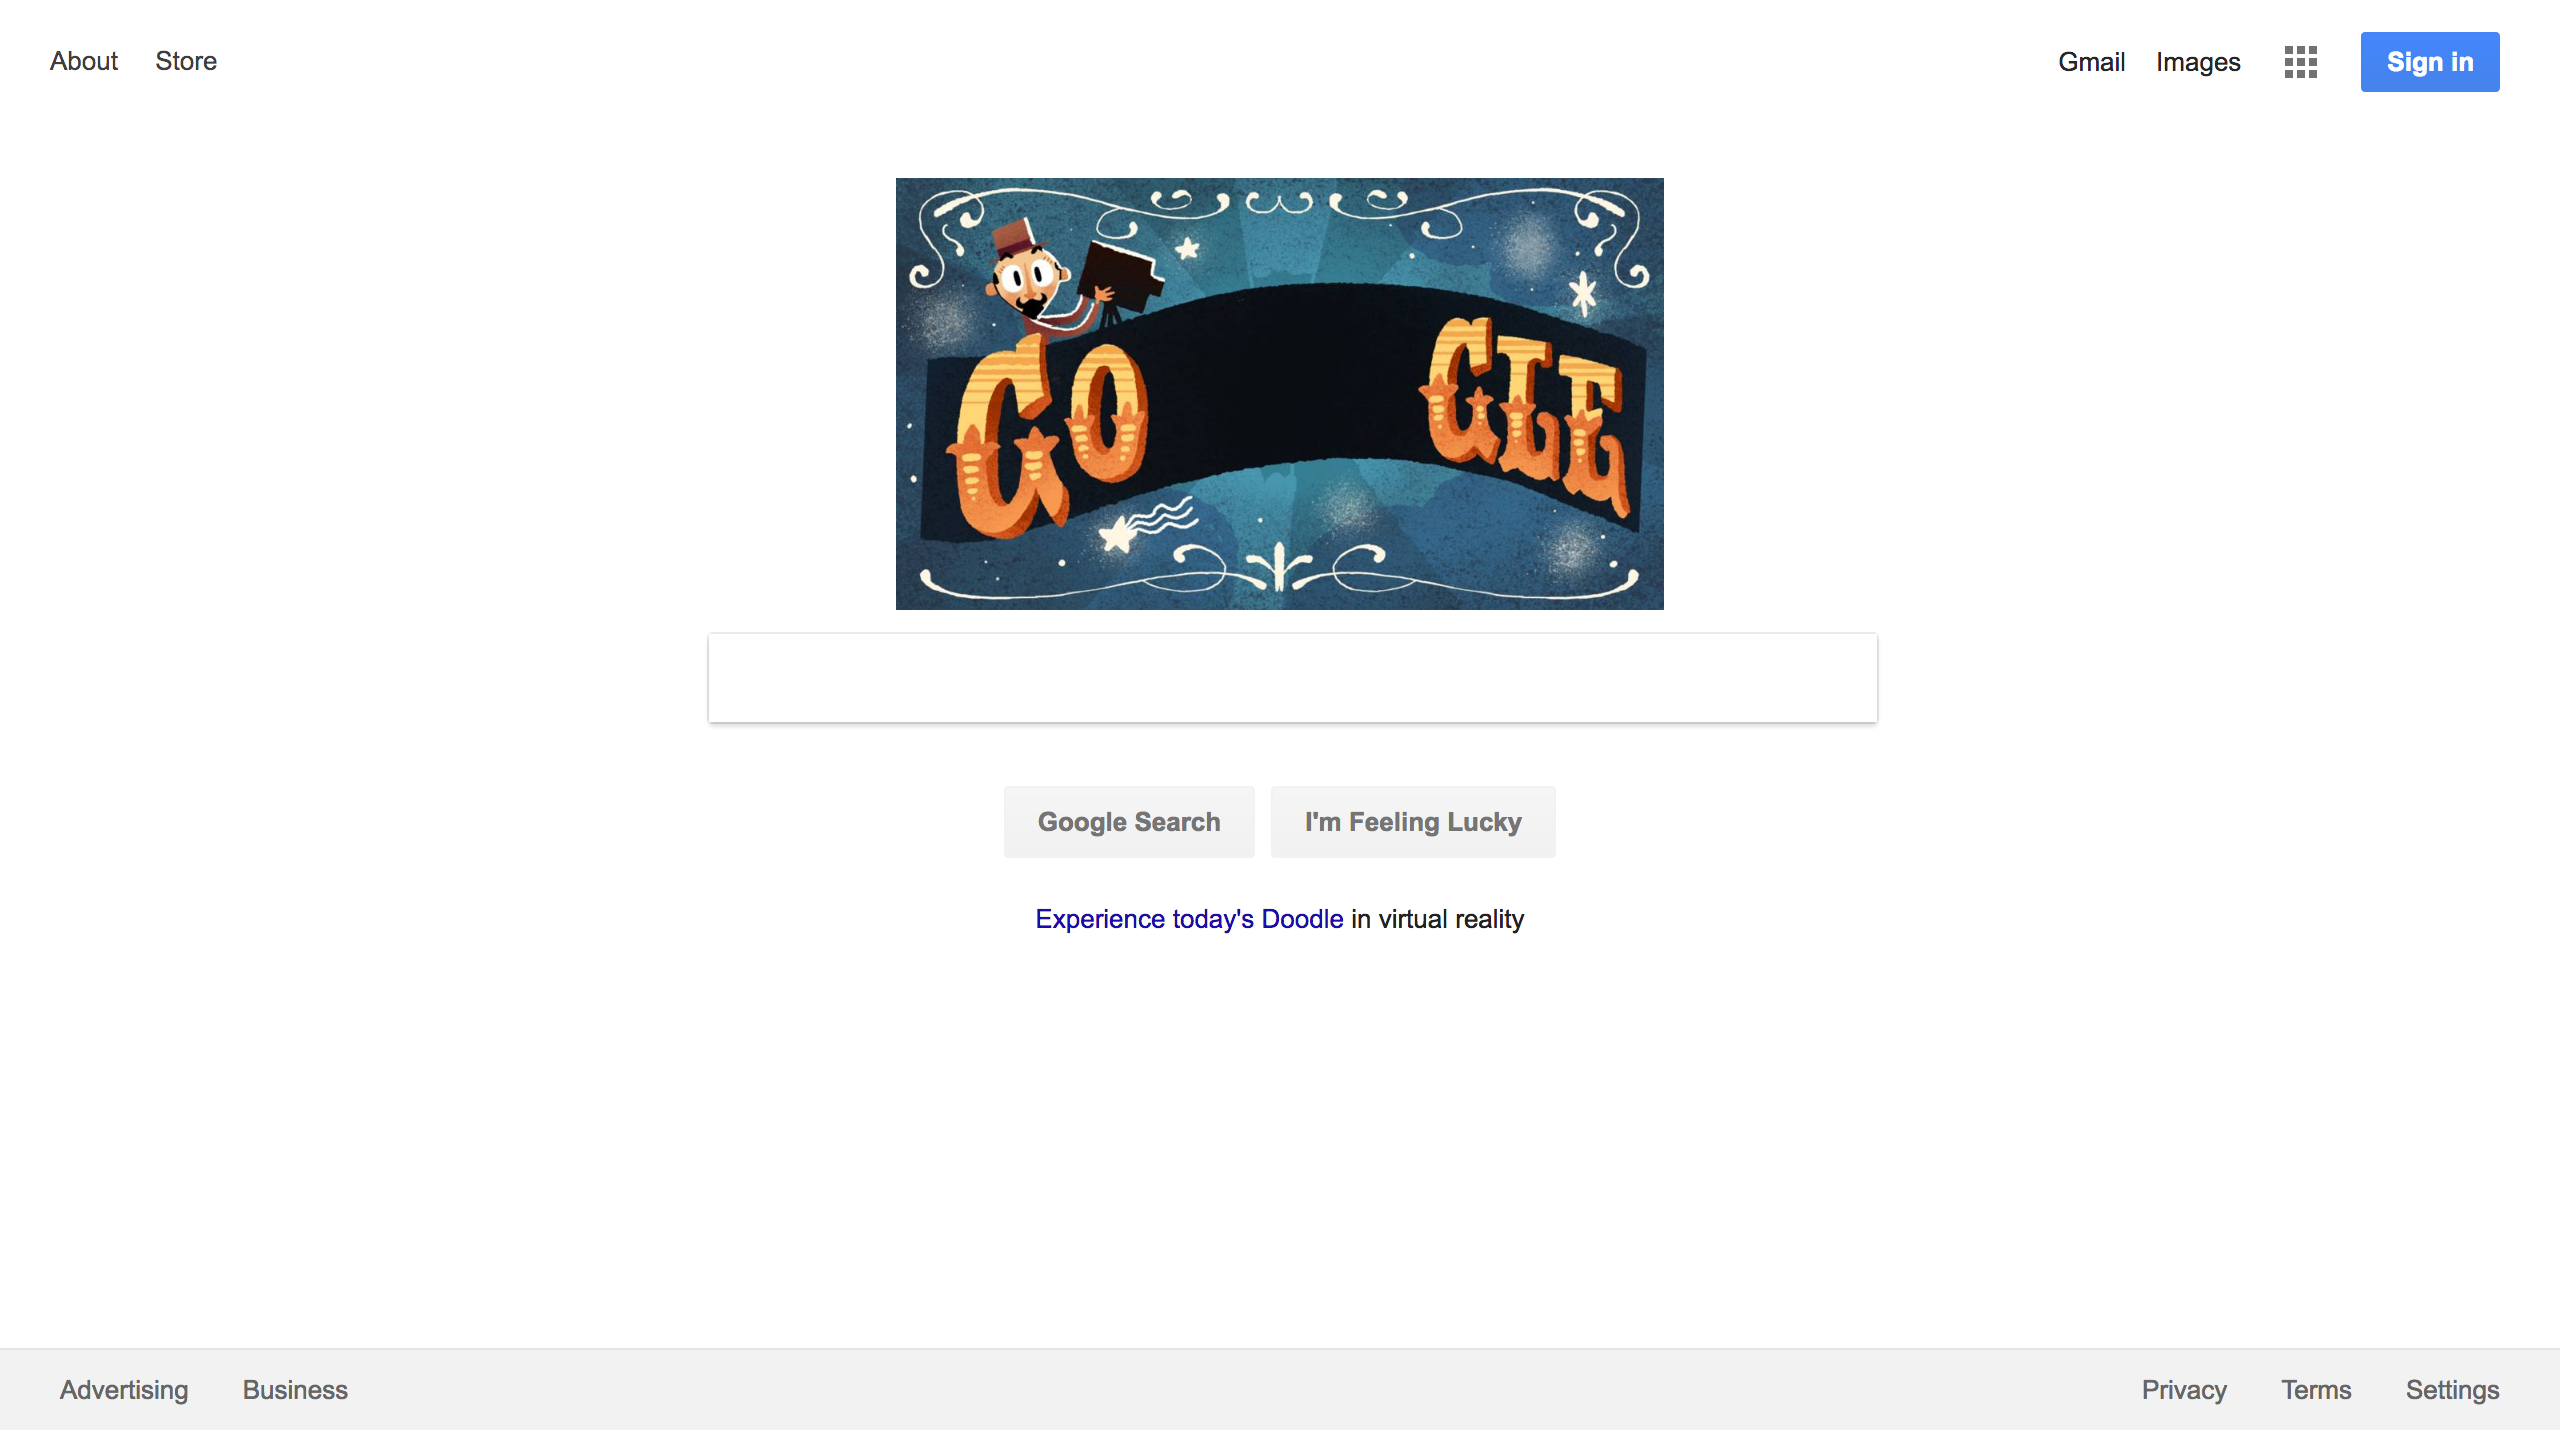 About Store
Gmail Images Sign in
GO GLE
Google Search I'm Feeling Lucky
Experience today's Doodle in virtual reality
Advertising Business Privacy Terms Settings